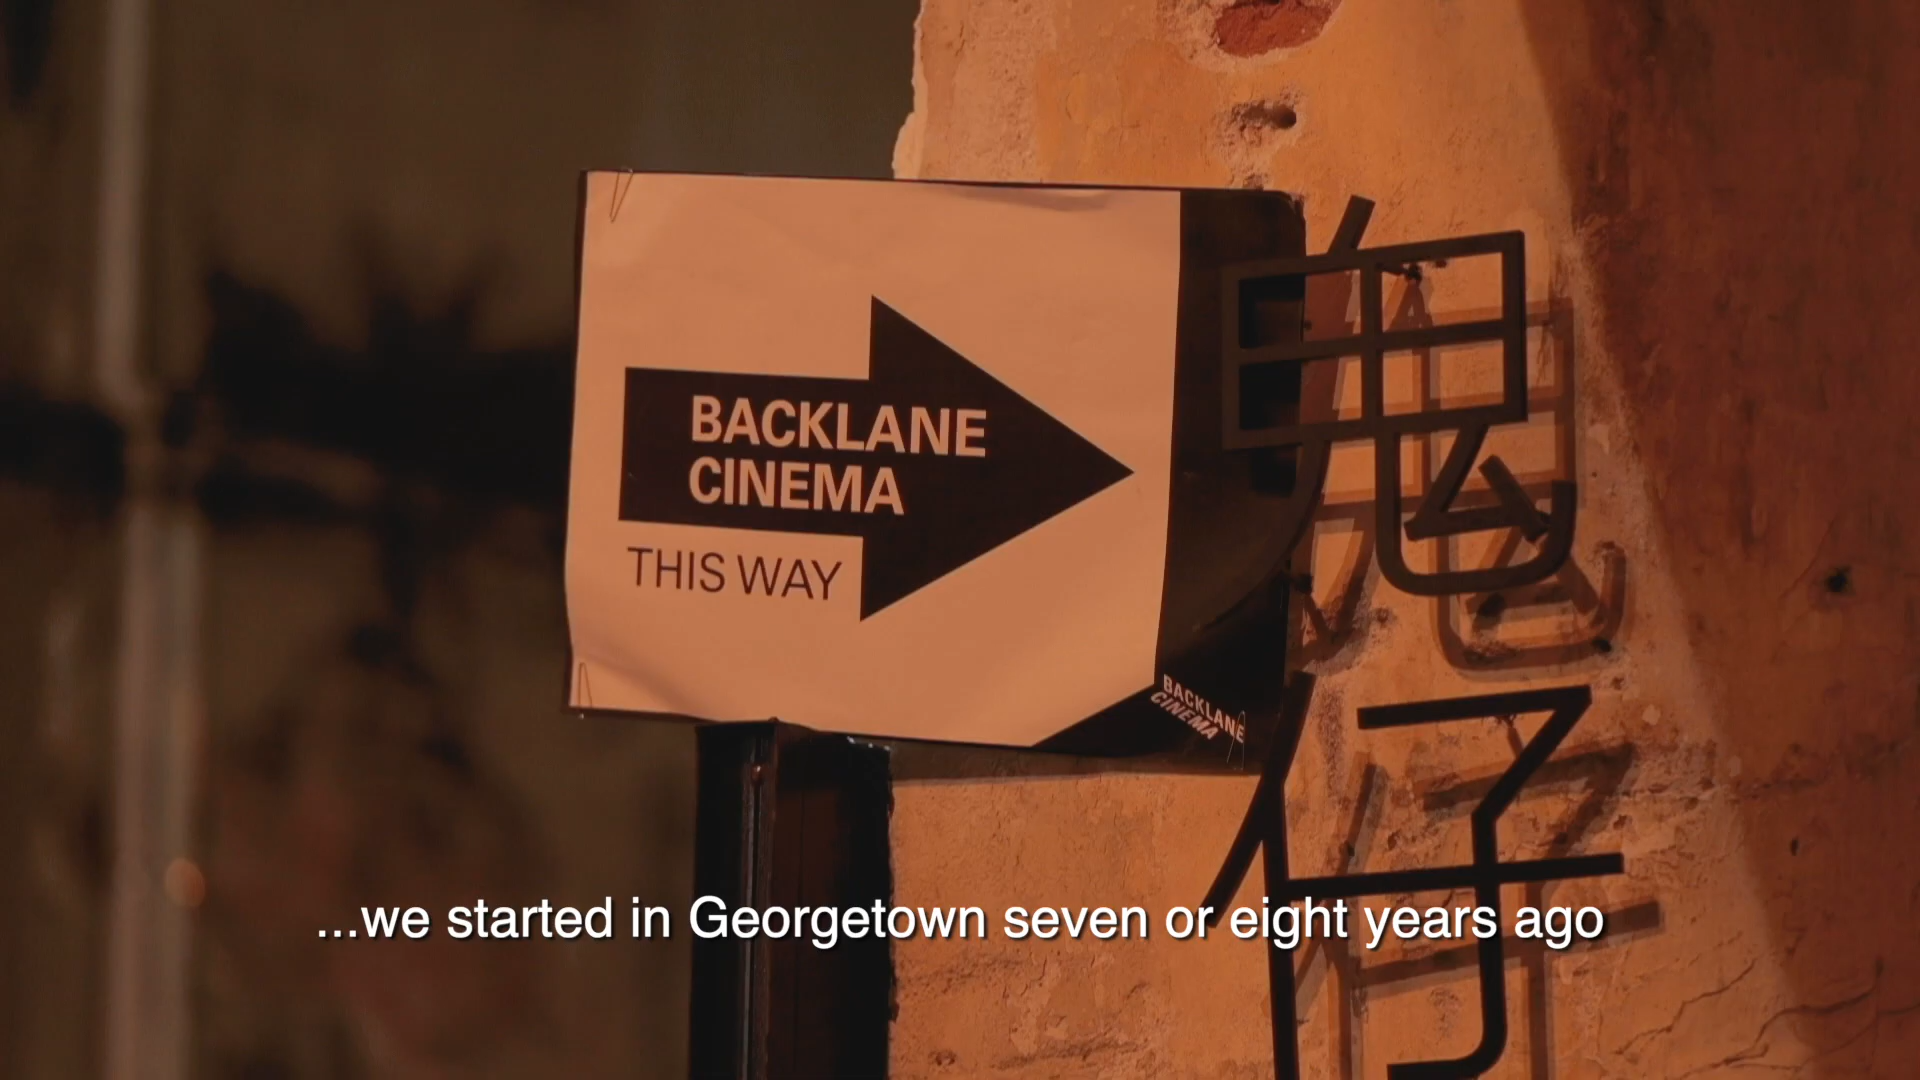 BACKLANE
CINEMA
THIS WAY
BACKLANE
CINEMA
鬼
仔
...we started in Georgetown seven or eight years ago